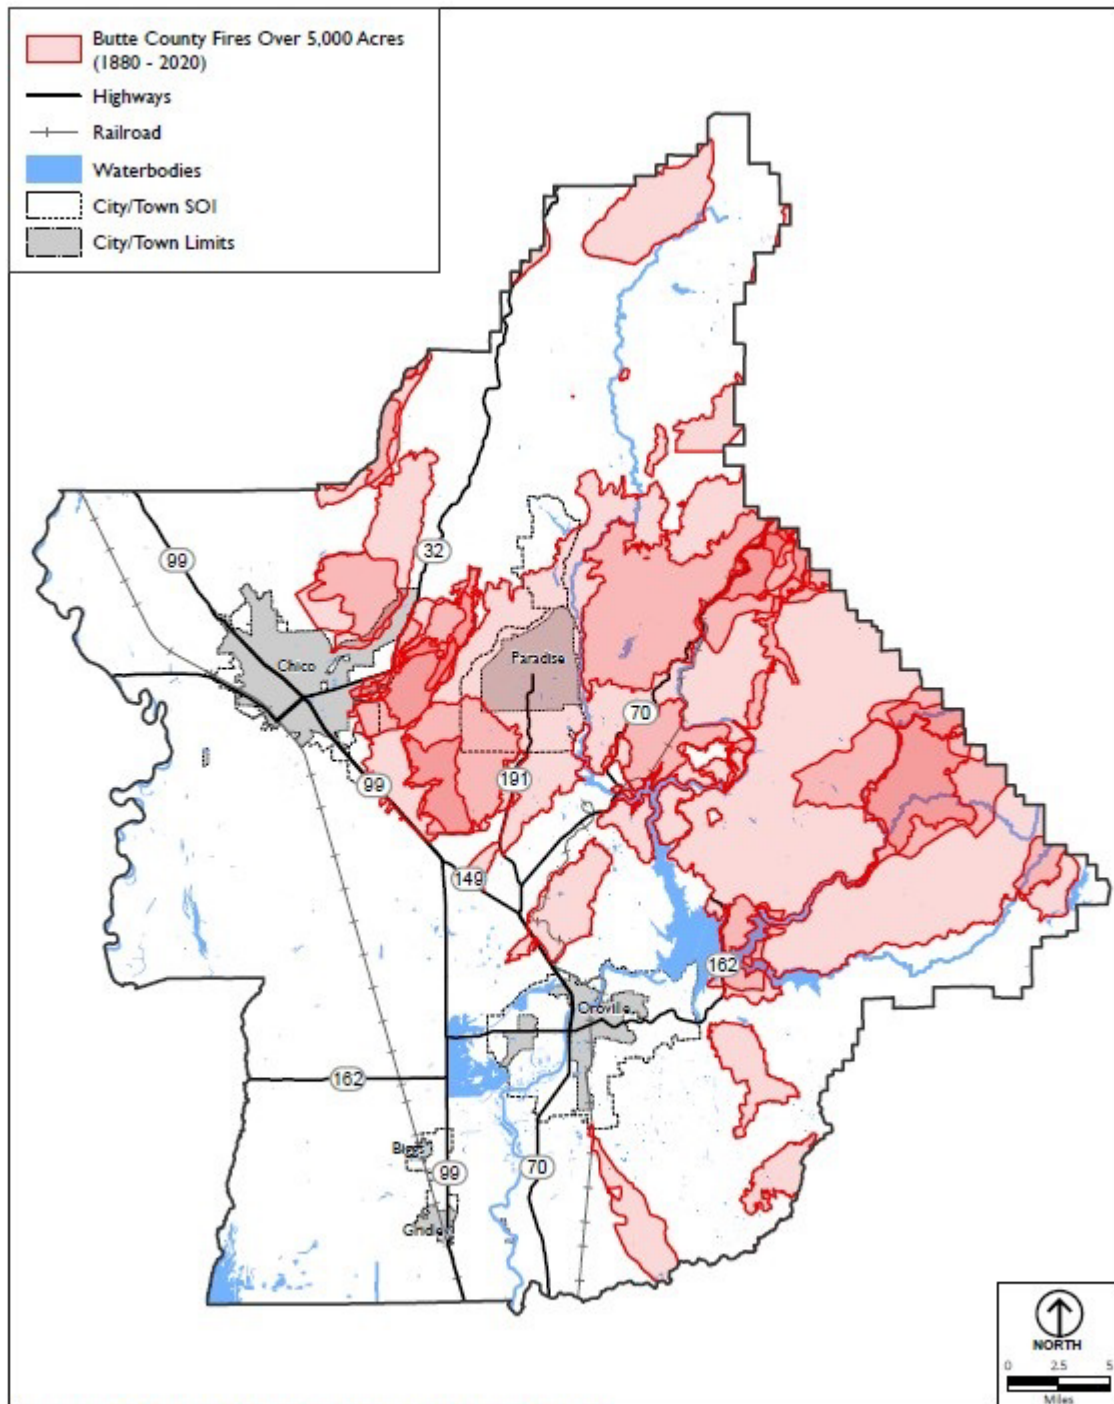 Butte County Fires Over 5,000 Acres
(1880 - 2020)
Highways
Railroad
Waterbodies
City/Town SOI
City/Town Limits
99
32
Chico
Paradise
70
191
99
149
162
Oroville
162
Biggs
99
70
Gridley
NORTH
0 2.5 5
Miles